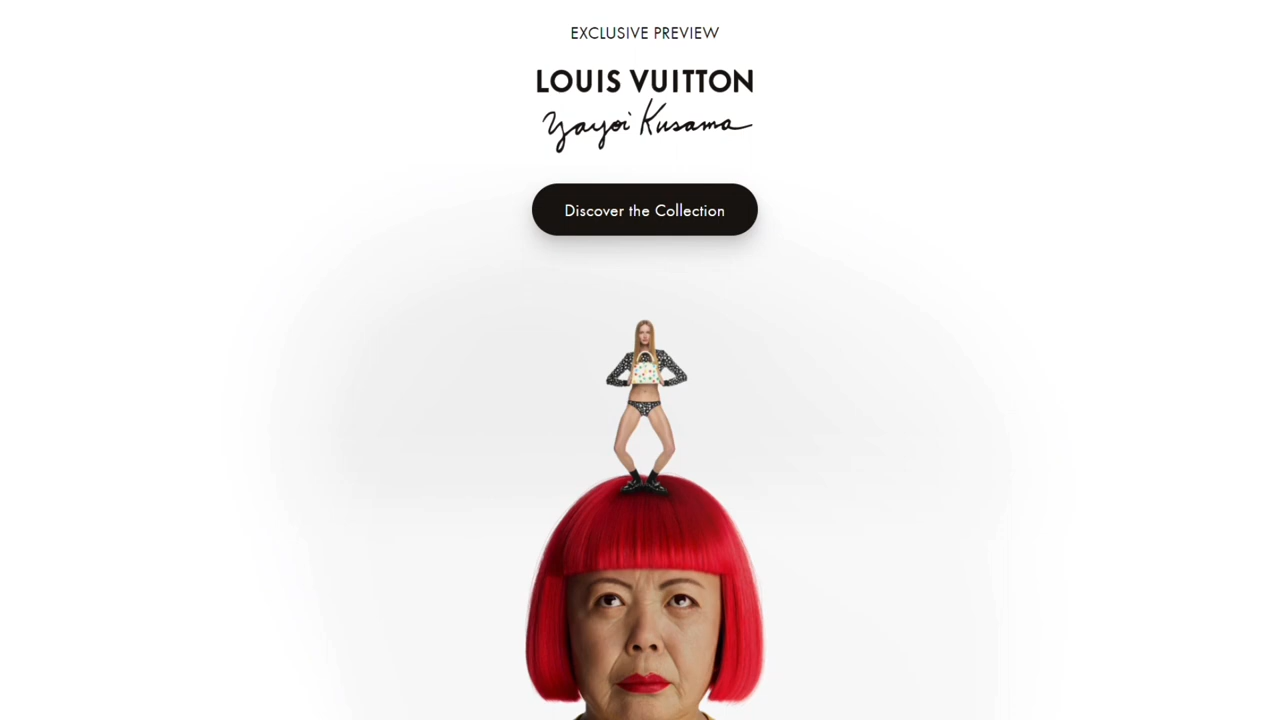 EXCLUSIVE PREVIEW
LOUIS VUITTON
Yayoi Kusama
Discover the Collection